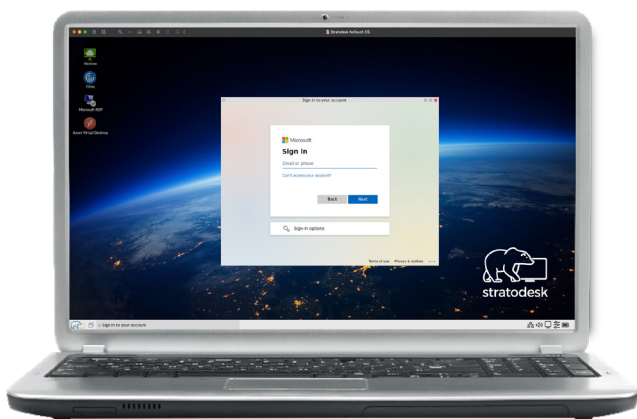 Stratodesk NoTouch OS
Citrix
Microsoft RDP
Azure Virtual Desktop
Sign in to your account
Microsoft
Sign in
Email or phone
Can't access your account?
Back
Next
Sign-in options
Terms of use
Privacy & cookies
stratodesk
Sign in to your account